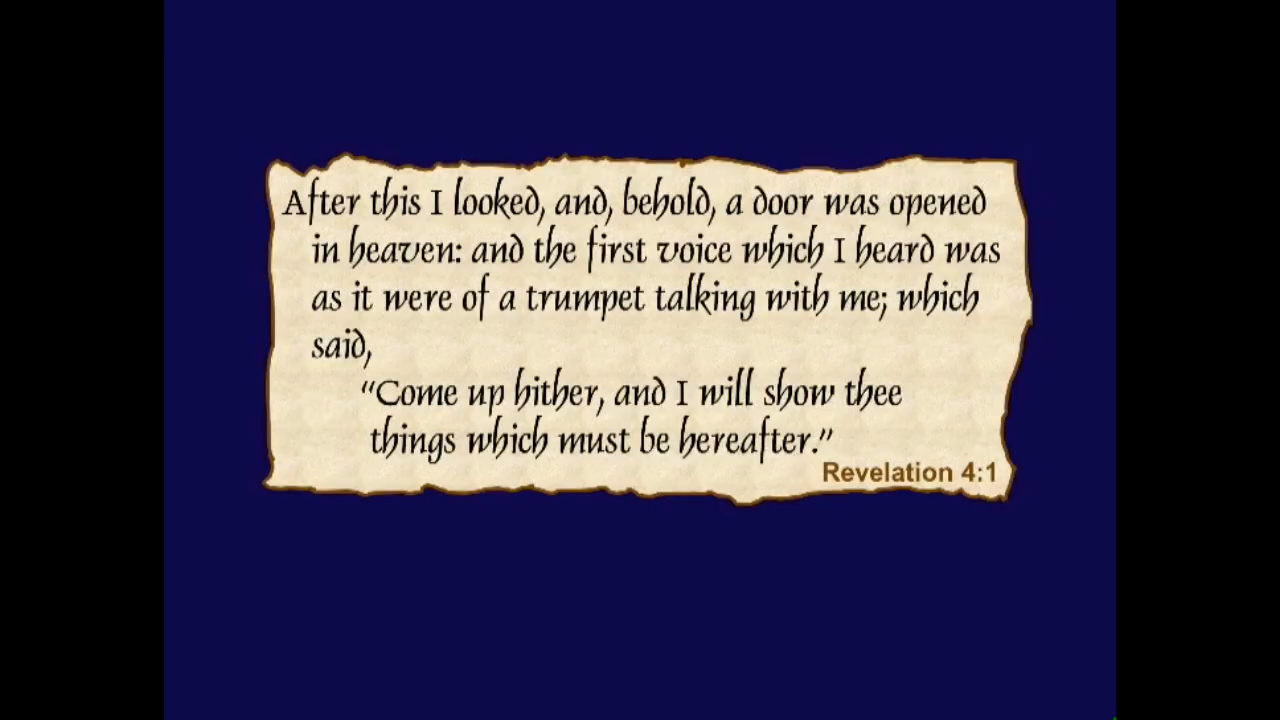 After this I looked, and, behold, a door was opened
in heaven: and the first voice which I heard was
as it were of a trumpet talking with me; which
said,
“Come up hither, and I will show thee
things which must be hereafter.”
Revelation 4:1